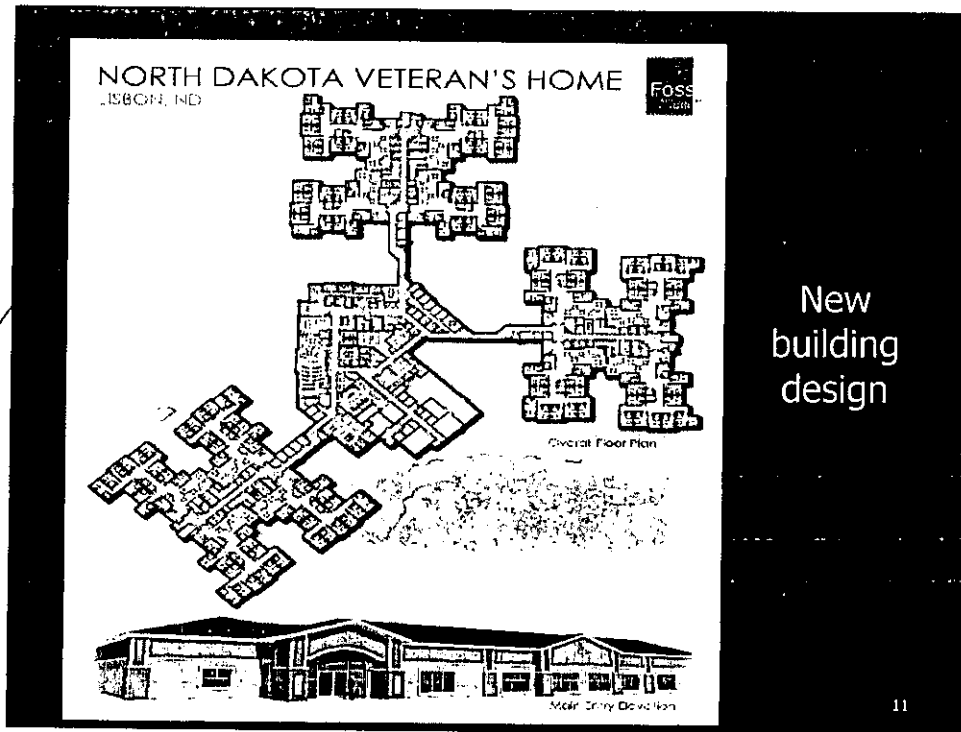 NORTH DAKOTA VETERAN'S HOME
LISBON, ND
Foss
New
building
design
Overall Floor Plan
Main Entry Elevation
11